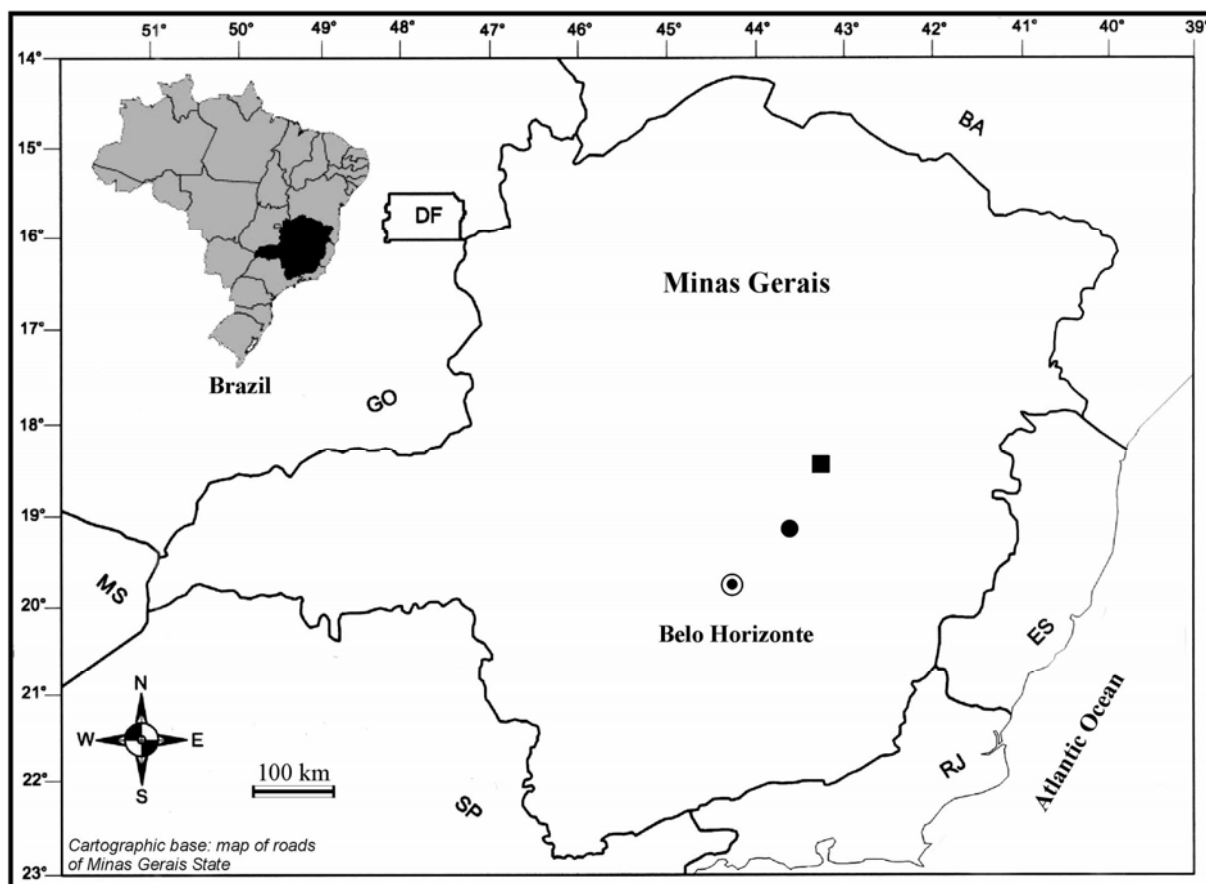 51° 50° 49° 48° 47° 46° 45° 44° 43° 42° 41° 40° 39°
14°
15°
16°
17°
18°
19°
20°
21°
22°
23°
BA
DF
Minas Gerais
Brazil
GO
MS
Belo Horizonte
ES
N
W E
S
100 km
SP
RJ
Atlantic Ocean
Cartographic base: map of roads
of Minas Gerais State